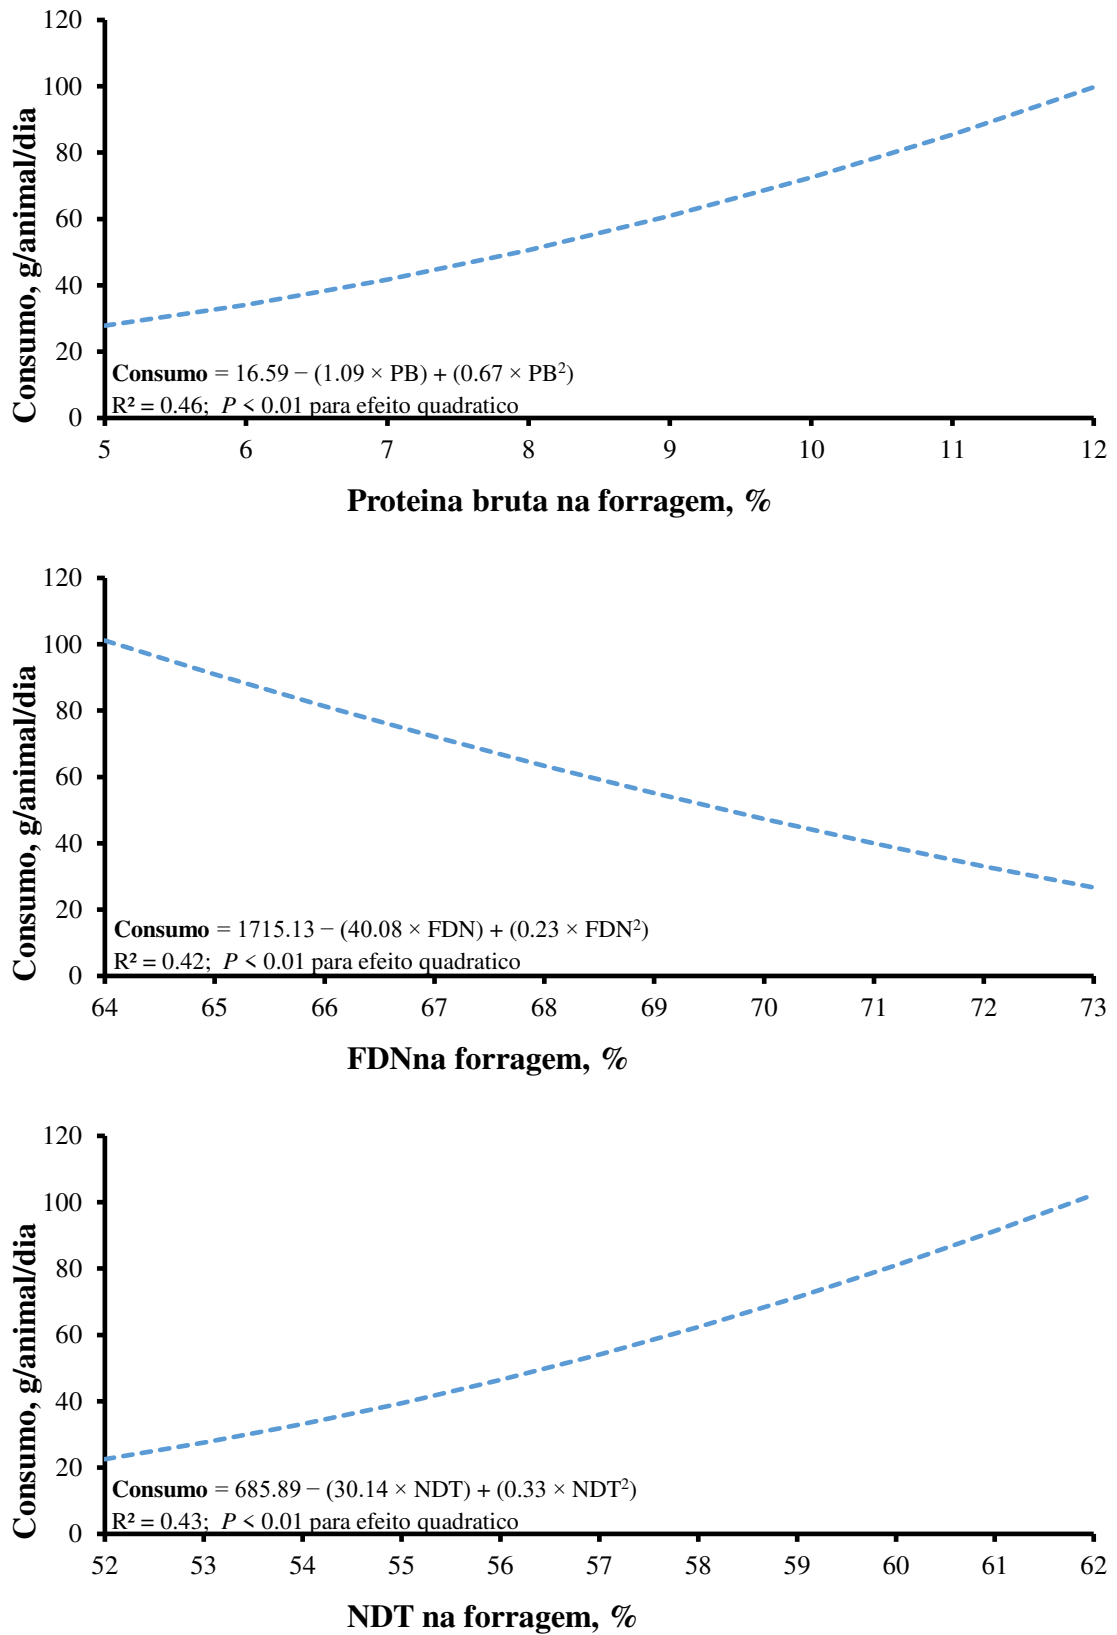 120
100
80
60
40
20
0
Consumo, g/animal/dia
Consumo = 16.59 − (1.09 × PB) + (0.67 × PB²)
R² = 0.46; P < 0.01 para efeito quadratico
5 6 7 8 9 10 11 12
Proteina bruta na forragem, %
120
100
80
60
40
20
0
Consumo, g/animal/dia
Consumo = 1715.13 − (40.08 × FDN) + (0.23 × FDN²)
R² = 0.42; P < 0.01 para efeito quadratico
64 65 66 67 68 69 70 71 72 73
FDNna forragem, %
120
100
80
60
40
20
0
Consumo, g/animal/dia
Consumo = 685.89 − (30.14 × NDT) + (0.33 × NDT²)
R² = 0.43; P < 0.01 para efeito quadratico
52 53 54 55 56 57 58 59 60 61 62
NDT na forragem, %